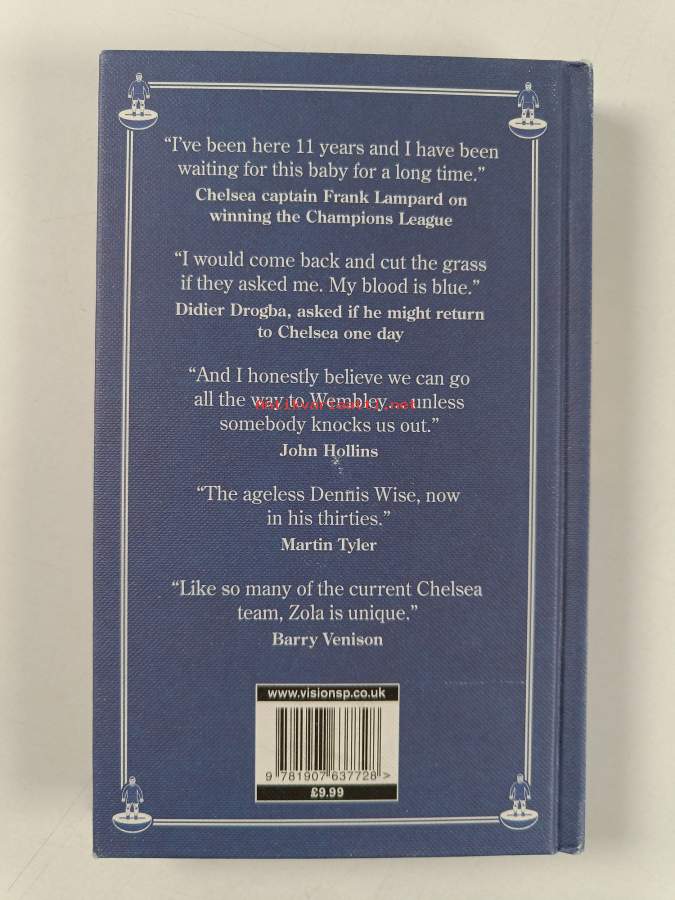 “I’ve been here 11 years and I have been
waiting for this baby for a long time.”
Chelsea captain Frank Lampard on
winning the Champions League
“I would come back and cut the grass
if they asked me. My blood is blue.”
Didier Drogba, asked if he might return
to Chelsea one day
“And I honestly believe we can go
all the way to Wembley... unless
somebody knocks us out.”
John Hollins
“The ageless Dennis Wise, now
in his thirties.”
Martin Tyler
“Like so many of the current Chelsea
team, Zola is unique.”
Barry Venison
www.visionsp.co.uk
9 781907 637728 >
£9.99